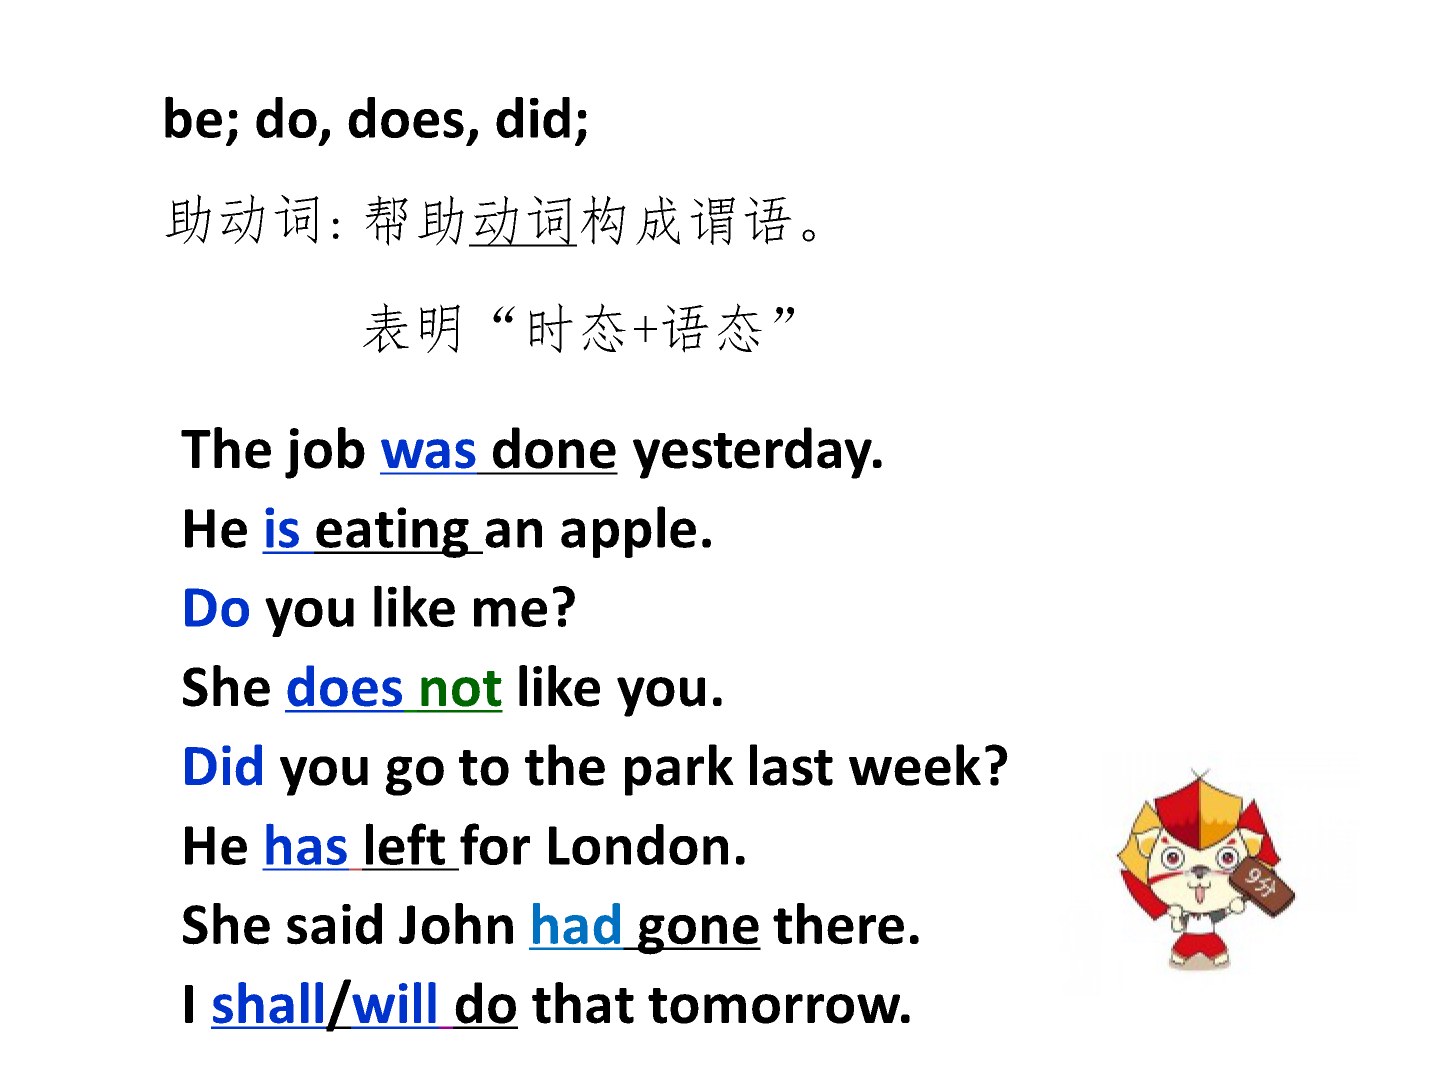 be; do, does, did;
助动词：帮助动词构成谓语。
表明“时态+语态”
The job was done yesterday.
He is eating an apple.
Do you like me?
She does not like you.
Did you go to the park last week?
He has left for London.
She said John had gone there.
I shall/will do that tomorrow.
9分